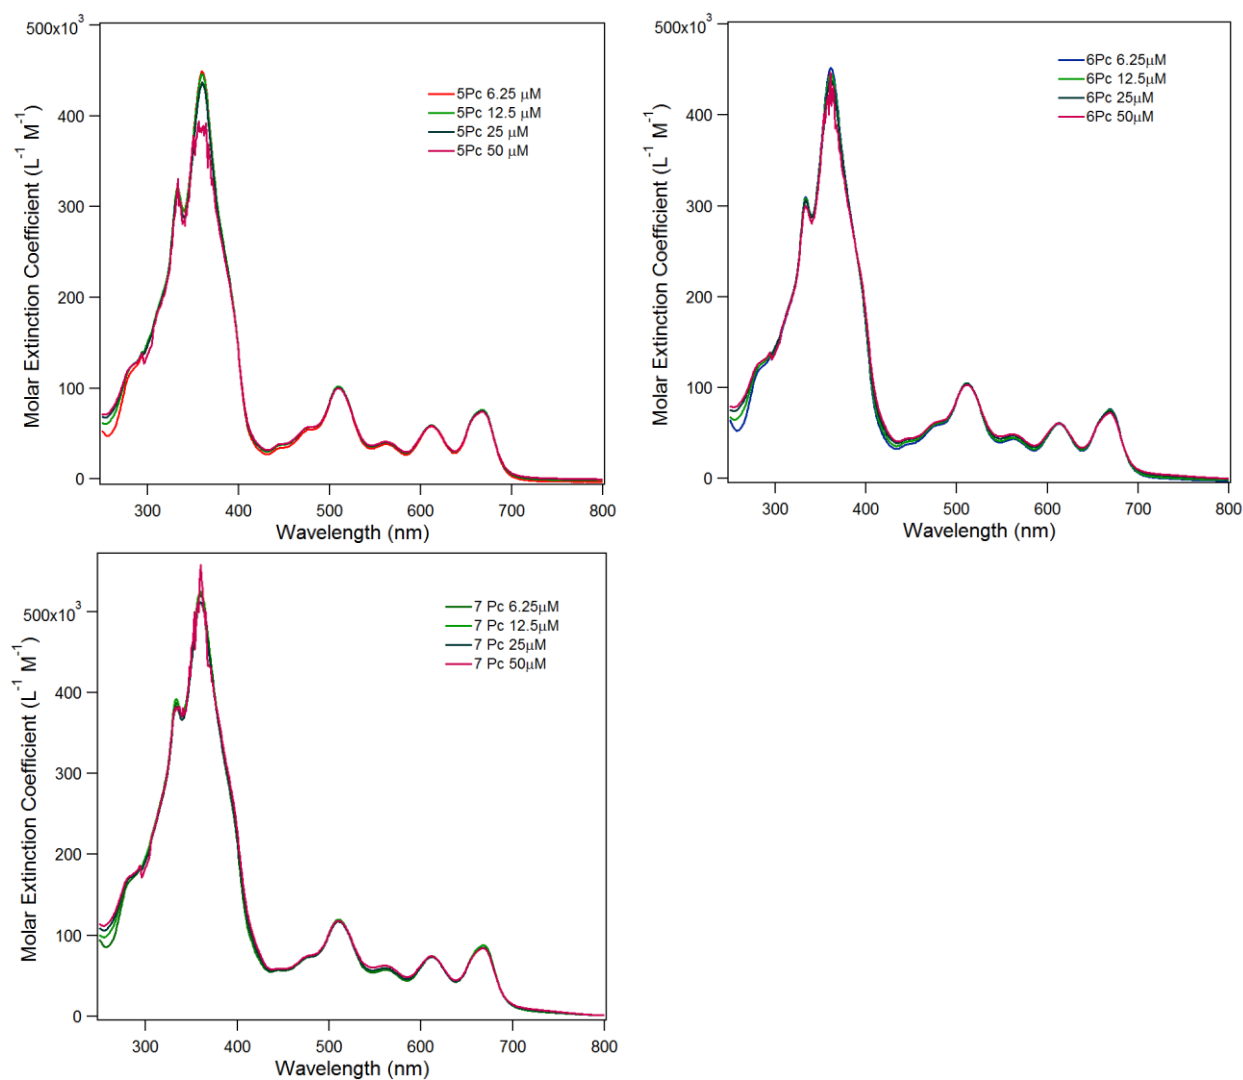 500x10³
400
300
200
100
0
Molar Extinction Coefficient (L⁻¹ M⁻¹)
5Pc 6.25 μM
5Pc 12.5 μM
5Pc 25 μM
5Pc 50 μM
300 400 500 600 700 800
Wavelength (nm)
500x10³
400
300
200
100
0
Molar Extinction Coefficient (L⁻¹ M⁻¹)
6Pc 6.25μM
6Pc 12.5μM
6Pc 25μM
6Pc 50μM
300 400 500 600 700 800
Wavelength (nm)
500x10³
400
300
200
100
0
Molar Extinction Coefficient (L⁻¹ M⁻¹)
7 Pc 6.25μM
7 Pc 12.5μM
7 Pc 25μM
7 Pc 50μM
300 400 500 600 700 800
Wavelength (nm)